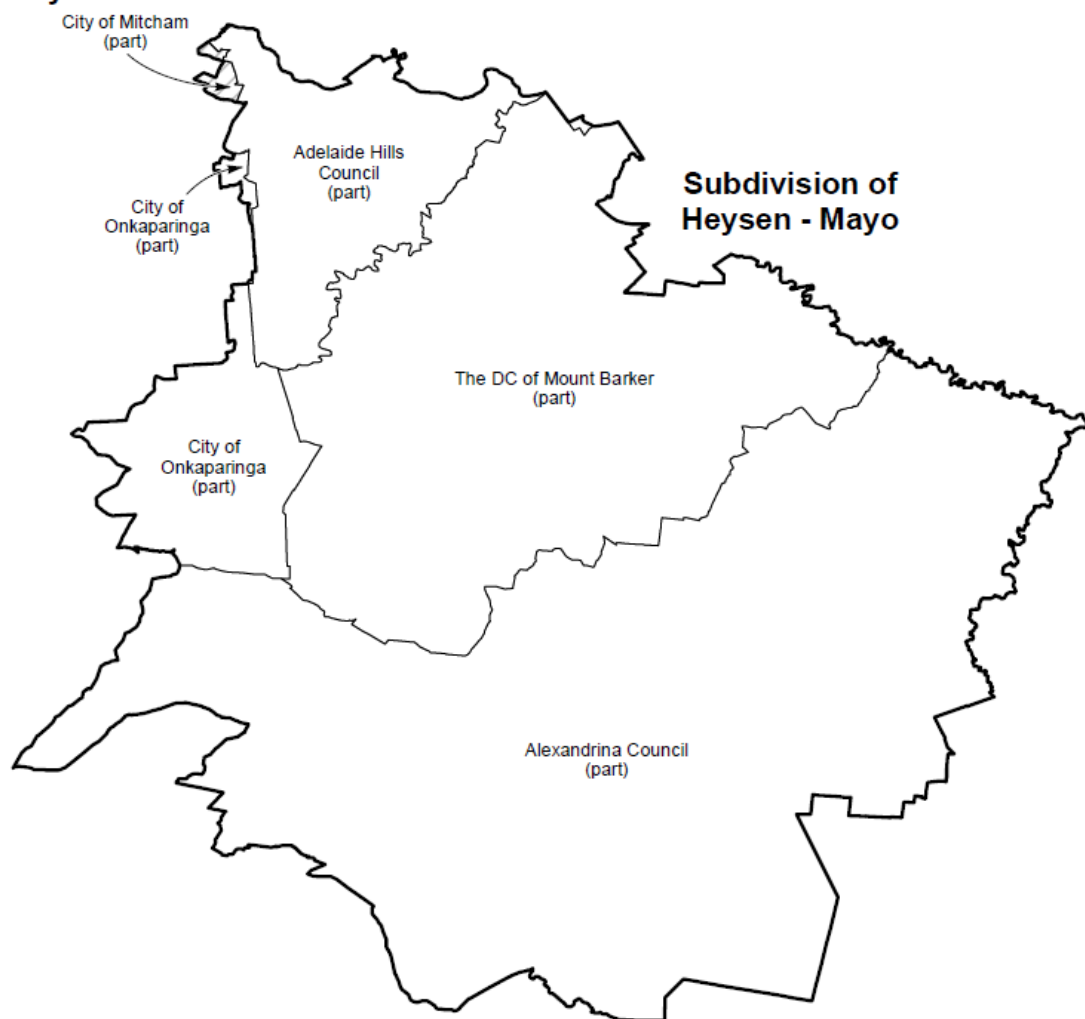 City of Mitcham
(part)
Adelaide Hills
Council
(part)
City of
Onkaparinga
(part)
Subdivision of
Heysen - Mayo
The DC of Mount Barker
(part)
City of
Onkaparinga
(part)
Alexandrina Council
(part)